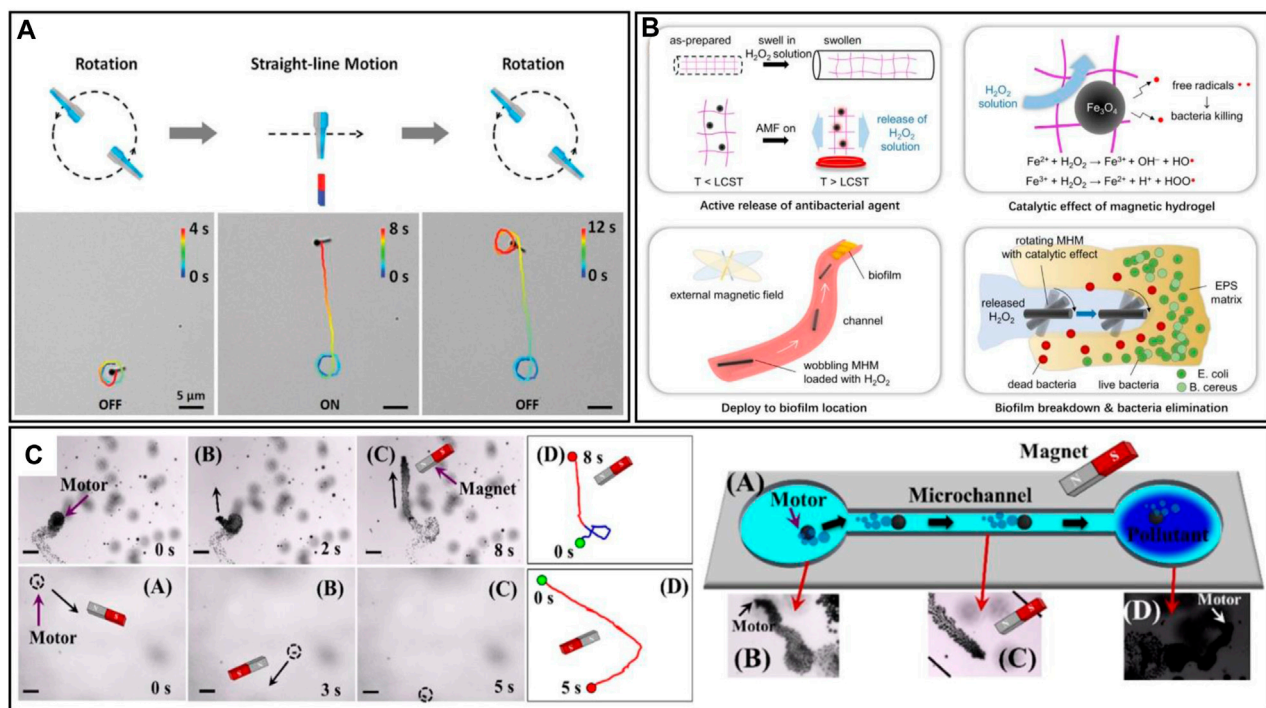 A
Rotation
Straight-line Motion
Rotation
4 s
0 s
5 μm
OFF
8 s
0 s
ON
12 s
0 s
OFF
B
as-prepared
swell in
H₂O₂ solution
swollen
AMF on
release of
H₂O₂
solution
T < LCST
T > LCST
Active release of antibacterial agent
H₂O₂
solution
Fe₃O₄
free radicals
bacteria killing
Fe²⁺ + H₂O₂ → Fe³⁺ + OH⁻ + HO•
Fe³⁺ + H₂O₂ → Fe²⁺ + H⁺ + HOO•
Catalytic effect of magnetic hydrogel
external magnetic field
biofilm
channel
wobbling MHM
loaded with H₂O₂
Deploy to biofilm location
rotating MHM
with catalytic effect
released
H₂O₂
EPS
matrix
dead bacteria
live bacteria
E. coli
B. cereus
Biofilm breakdown & bacteria elimination
C
Motor
0 s
(B)
2 s
(C)
N S
Magnet
8 s
(D)
8 s
N S
0 s
(A)
N S
Motor
0 s
(B)
S N
3 s
(C)
5 s
(D)
0 s
S N
5 s
Magnet
N S
(A)
Motor
Microchannel
Pollutant
Motor
(B)
N S
(C)
(D)
Motor